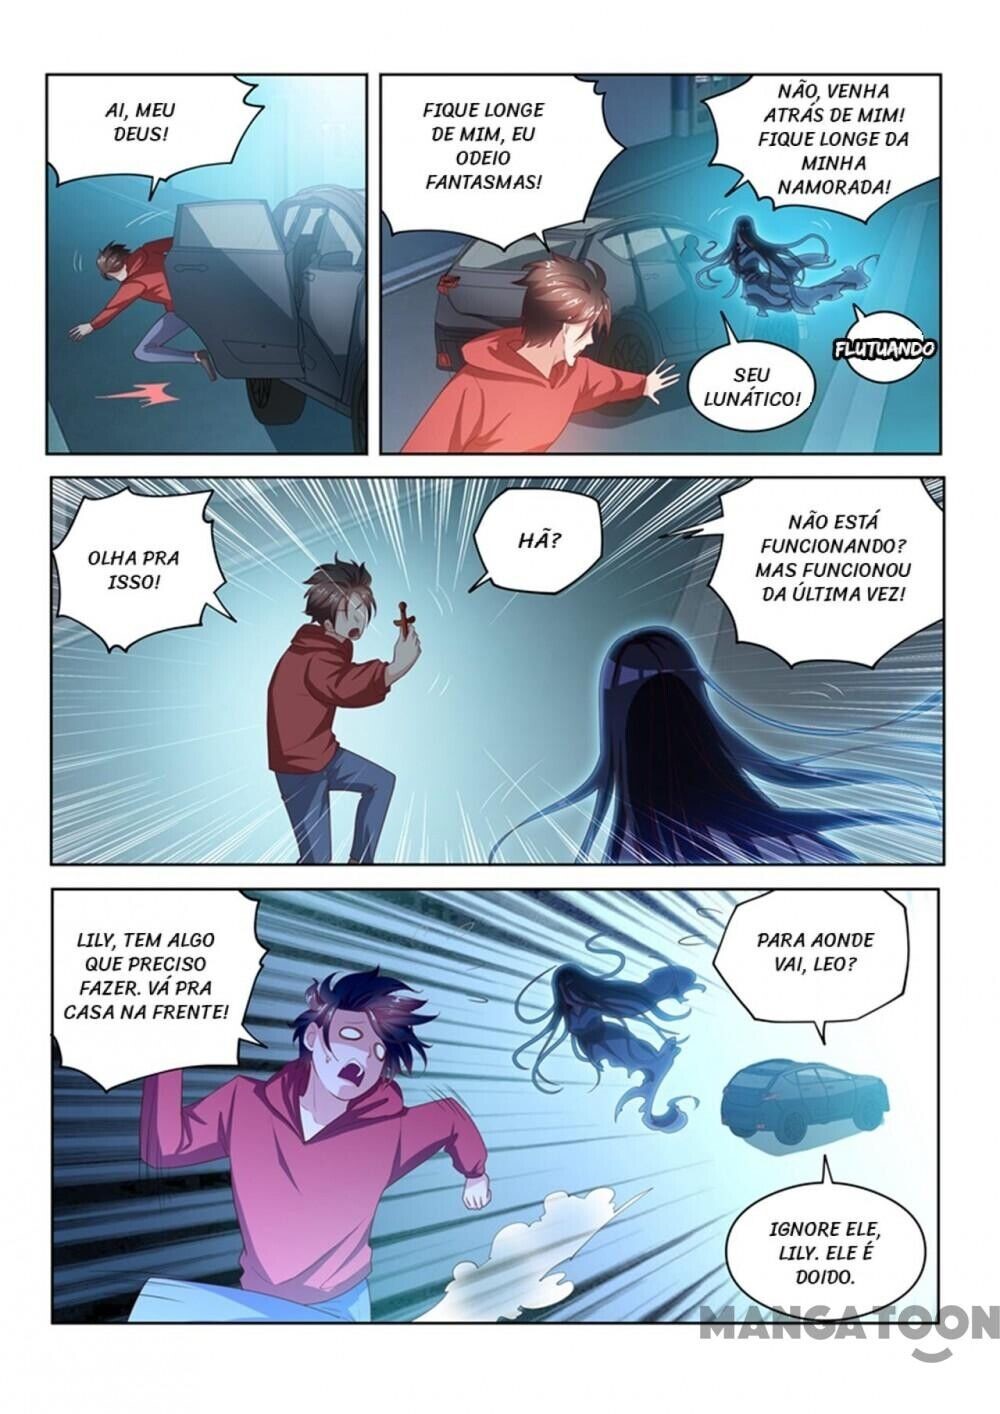 AI, MEU
DEUS!
FIQUE LONGE
DE MIM, EU
ODEIO
FANTASMAS!
NÃO, VENHA
ATRÁS DE MIM!
FIQUE LONGE DA
MINHA
NAMORADA!
FLUTUANDO
SEU
LUNÁTICO!
OLHA PRA
ISSO!
HÃ?
NÃO ESTÁ
FUNCIONANDO?
MAS FUNCIONOU
DA ÚLTIMA VEZ!
LILY, TEM ALGO
QUE PRECISO
FAZER. VÁ PRA
CASA NA FRENTE!
PARA AONDE
VAI, LEO?
IGNORE ELE,
LILY. ELE É
DOIDO.
MANGATOON